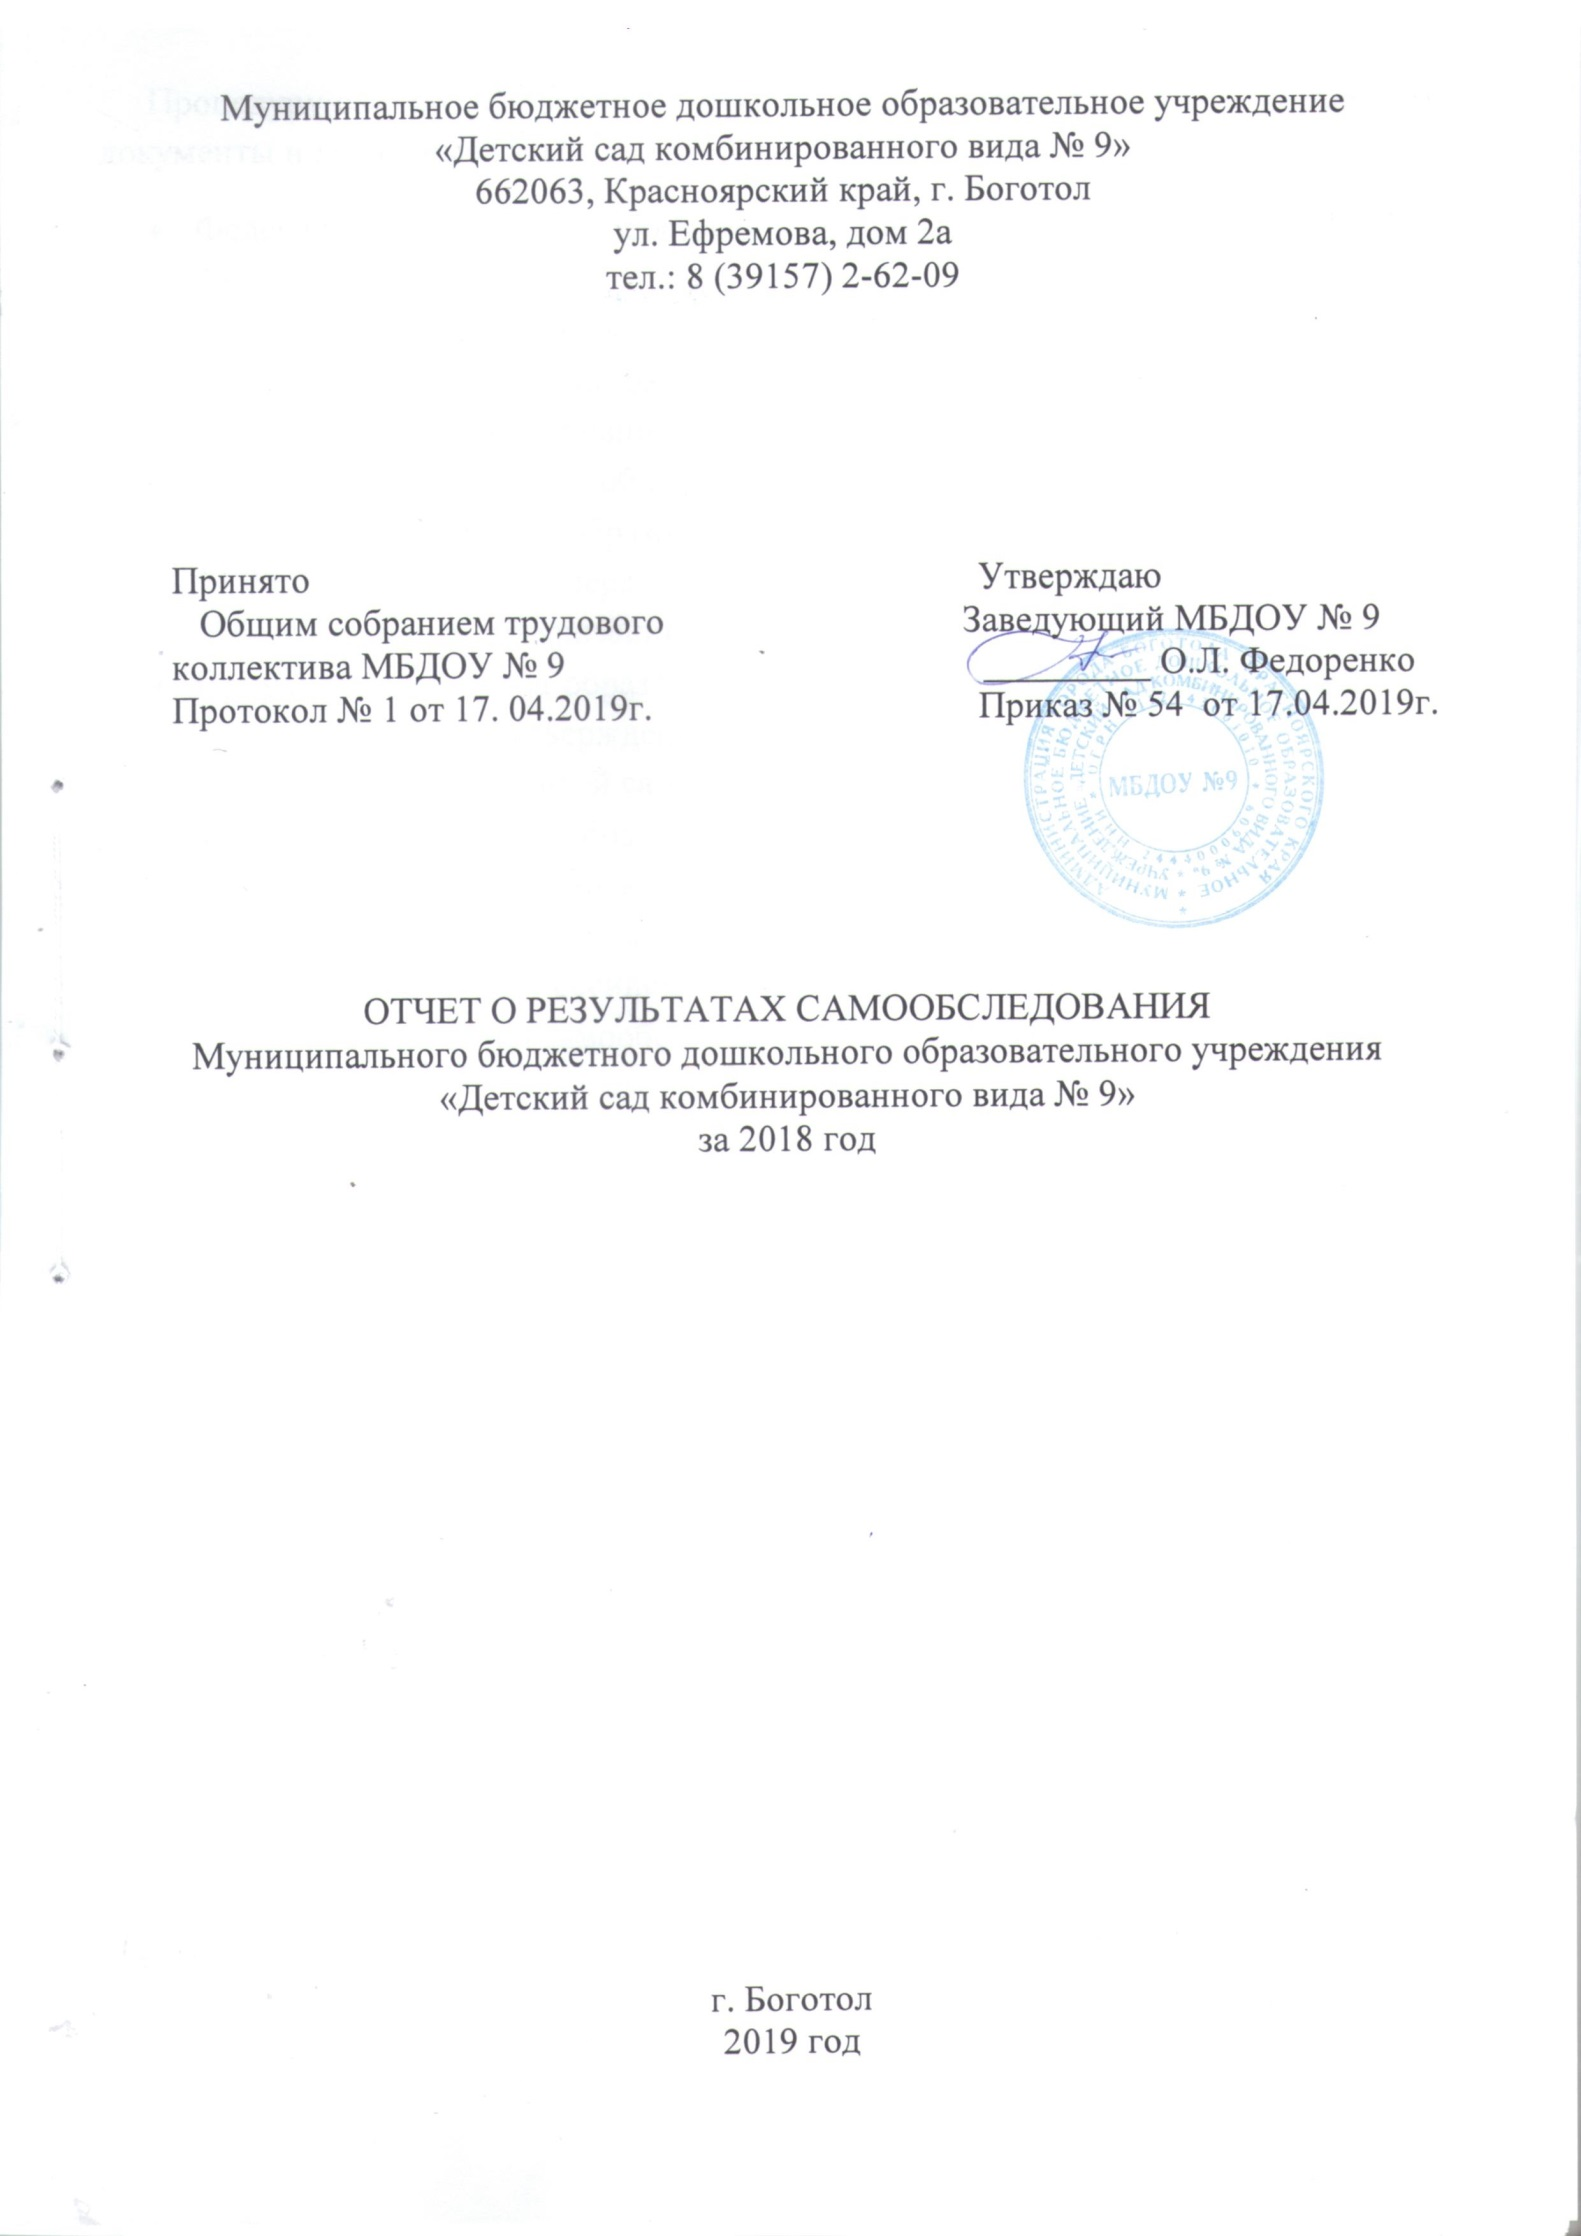 Муниципальное бюджетное дошкольное образовательное учреждение
«Детский сад комбинированного вида № 9»
662063, Красноярский край, г. Боготол
ул. Ефремова, дом 2а
тел.: 8 (39157) 2-62-09
Принято
Общим собранием трудового
коллектива МБДОУ № 9
Протокол № 1 от 17. 04.2019г.
Утверждаю
Заведующий МБДОУ № 9
О.Л. Федоренко
Приказ № 54 от 17.04.2019г.
МБДОУ №9
ОТЧЕТ О РЕЗУЛЬТАТАХ САМООБСЛЕДОВАНИЯ
Муниципального бюджетного дошкольного образовательного учреждения
«Детский сад комбинированного вида № 9»
за 2018 год
г. Боготол
2019 год